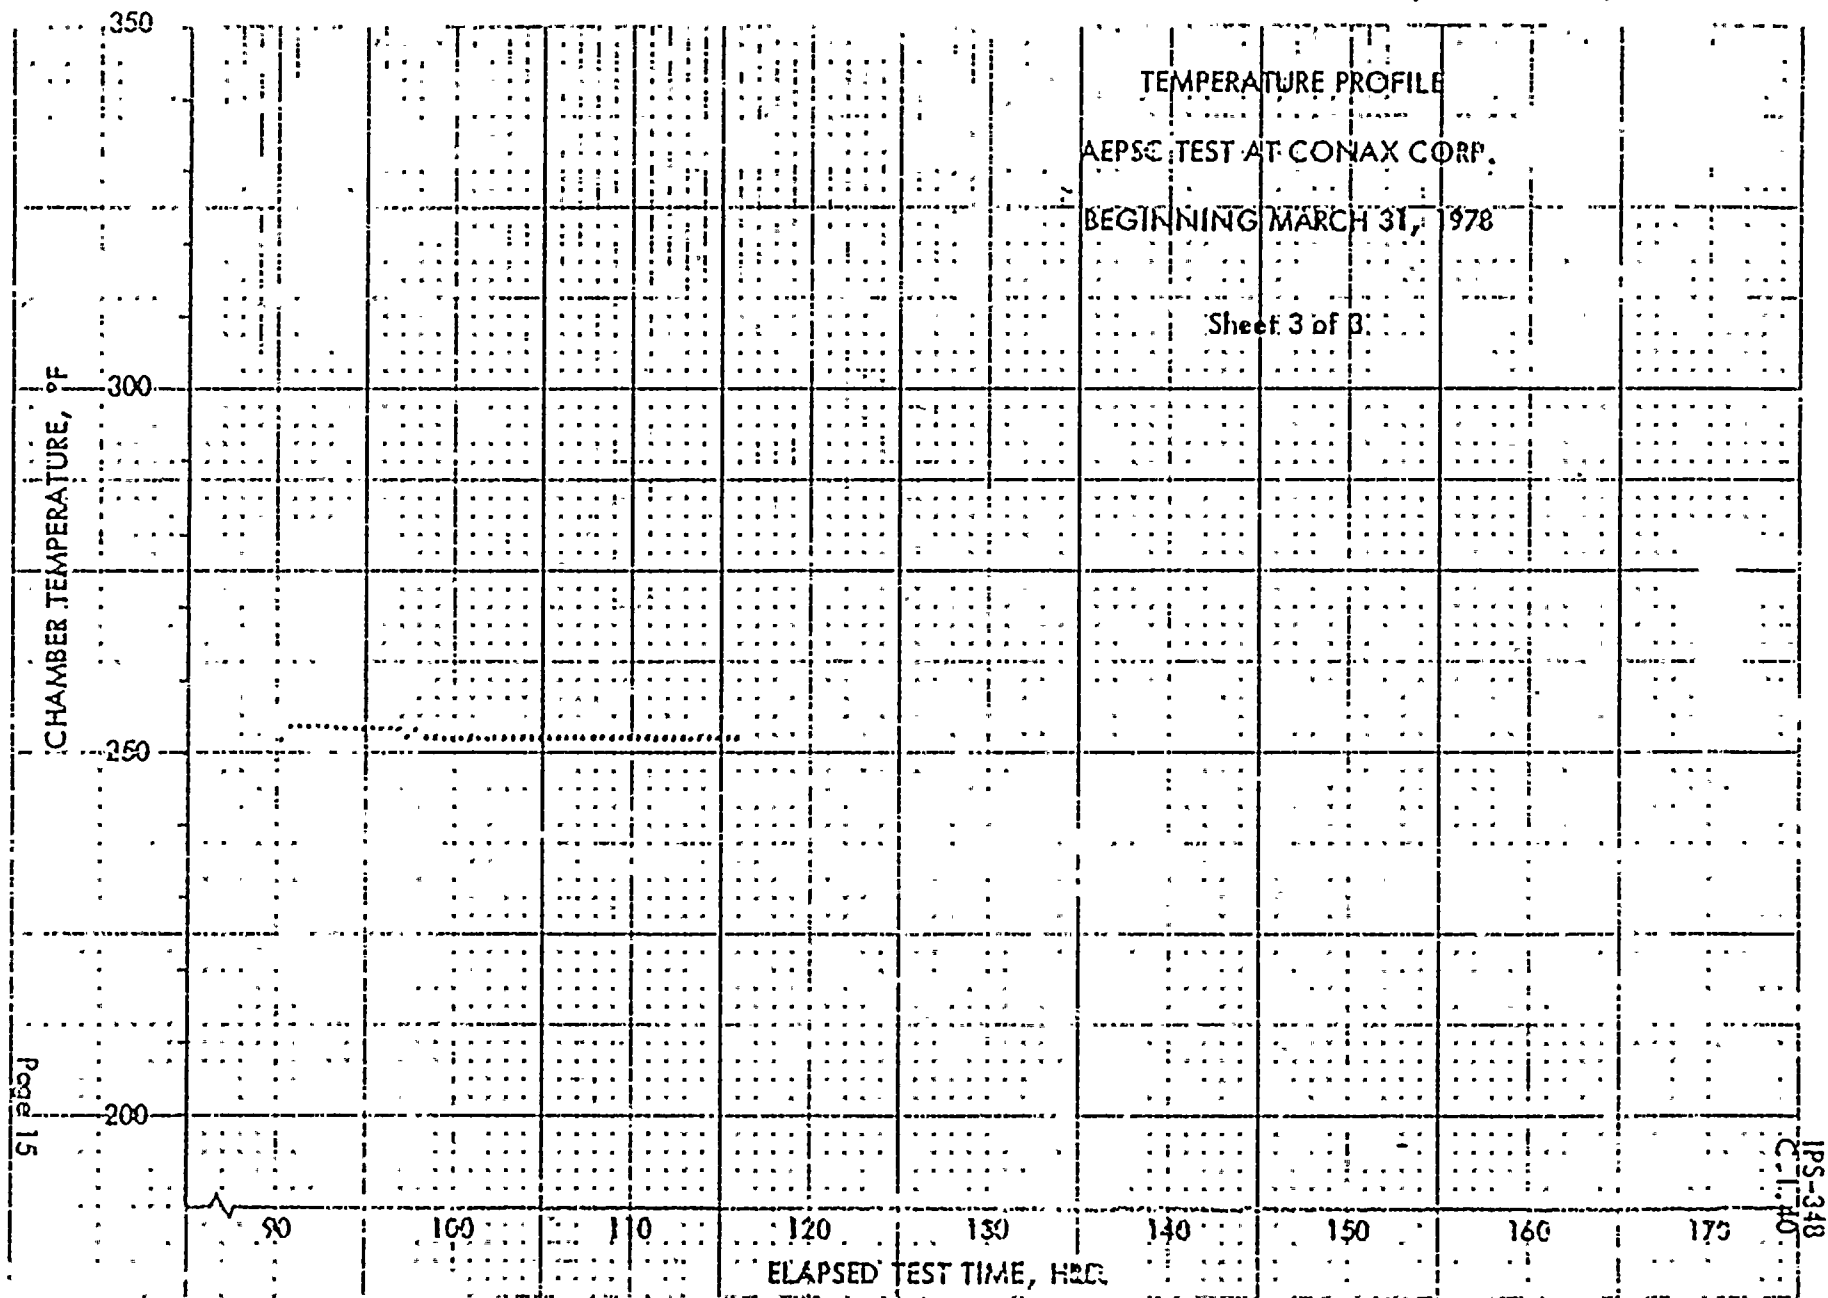 TEMPERATURE PROFILE
AEPSC TEST AT CONAX CORP.
BEGINNING MARCH 31, 1978
Sheet 3 of 3
CHAMBER TEMPERATURE, °F
350
300
250
200
90 100 110 120 130 140 150 160 170
ELAPSED TEST TIME,
Page 15
IPS-348